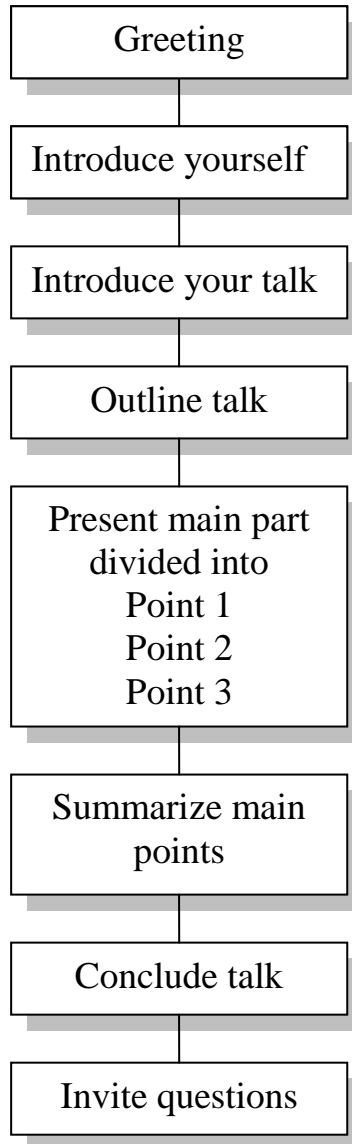 Greeting
Introduce yourself
Introduce your talk
Outline talk
Present main part
divided into
Point 1
Point 2
Point 3
Summarize main
points
Conclude talk
Invite questions